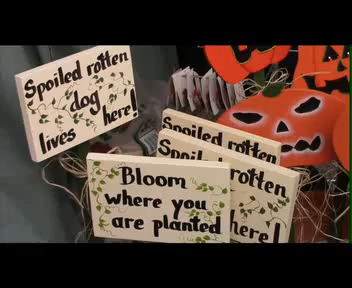 Spoiled rotten
dog
lives here!
Spoiled rotten
Spoiled rotten
here!
Bloom
where you
are planted